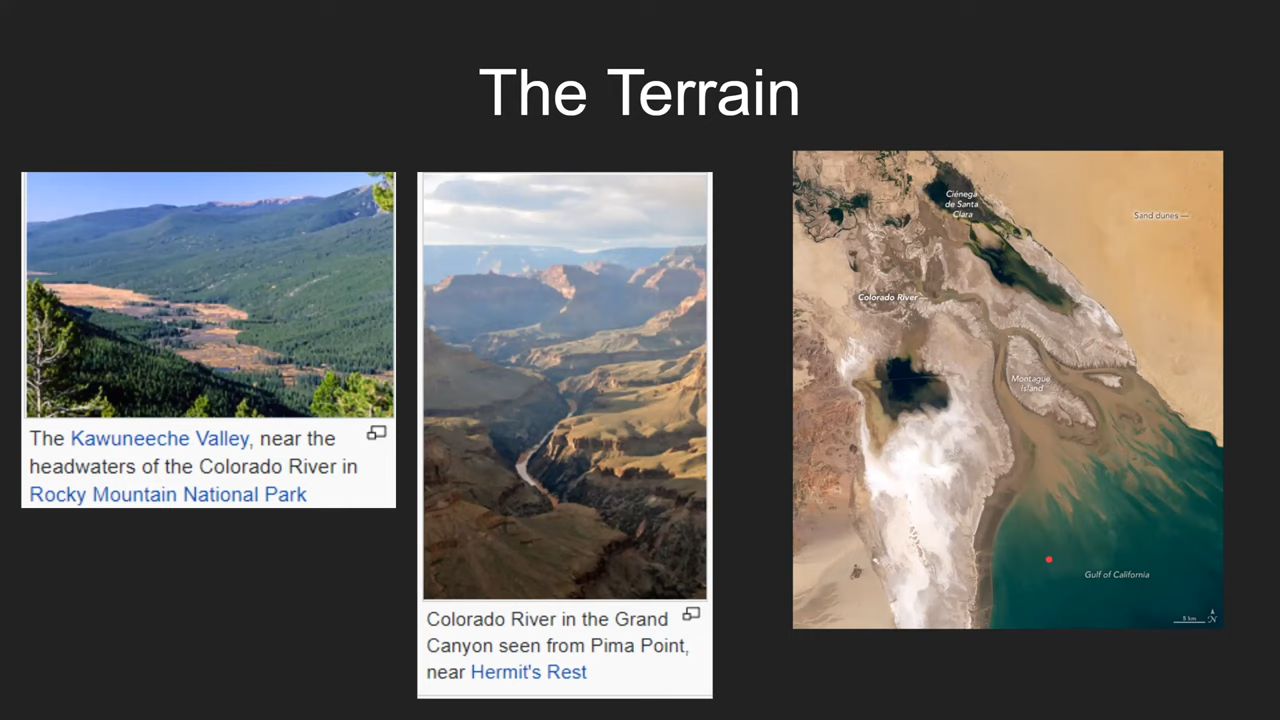 The Terrain
The Kawuneeche Valley, near the
headwaters of the Colorado River in
Rocky Mountain National Park
Colorado River in the Grand
Canyon seen from Pima Point,
near Hermit's Rest
Ciénega
de Santa
Clara
Sand dunes
Colorado River
Montague
Island
Gulf of California
5 km
N